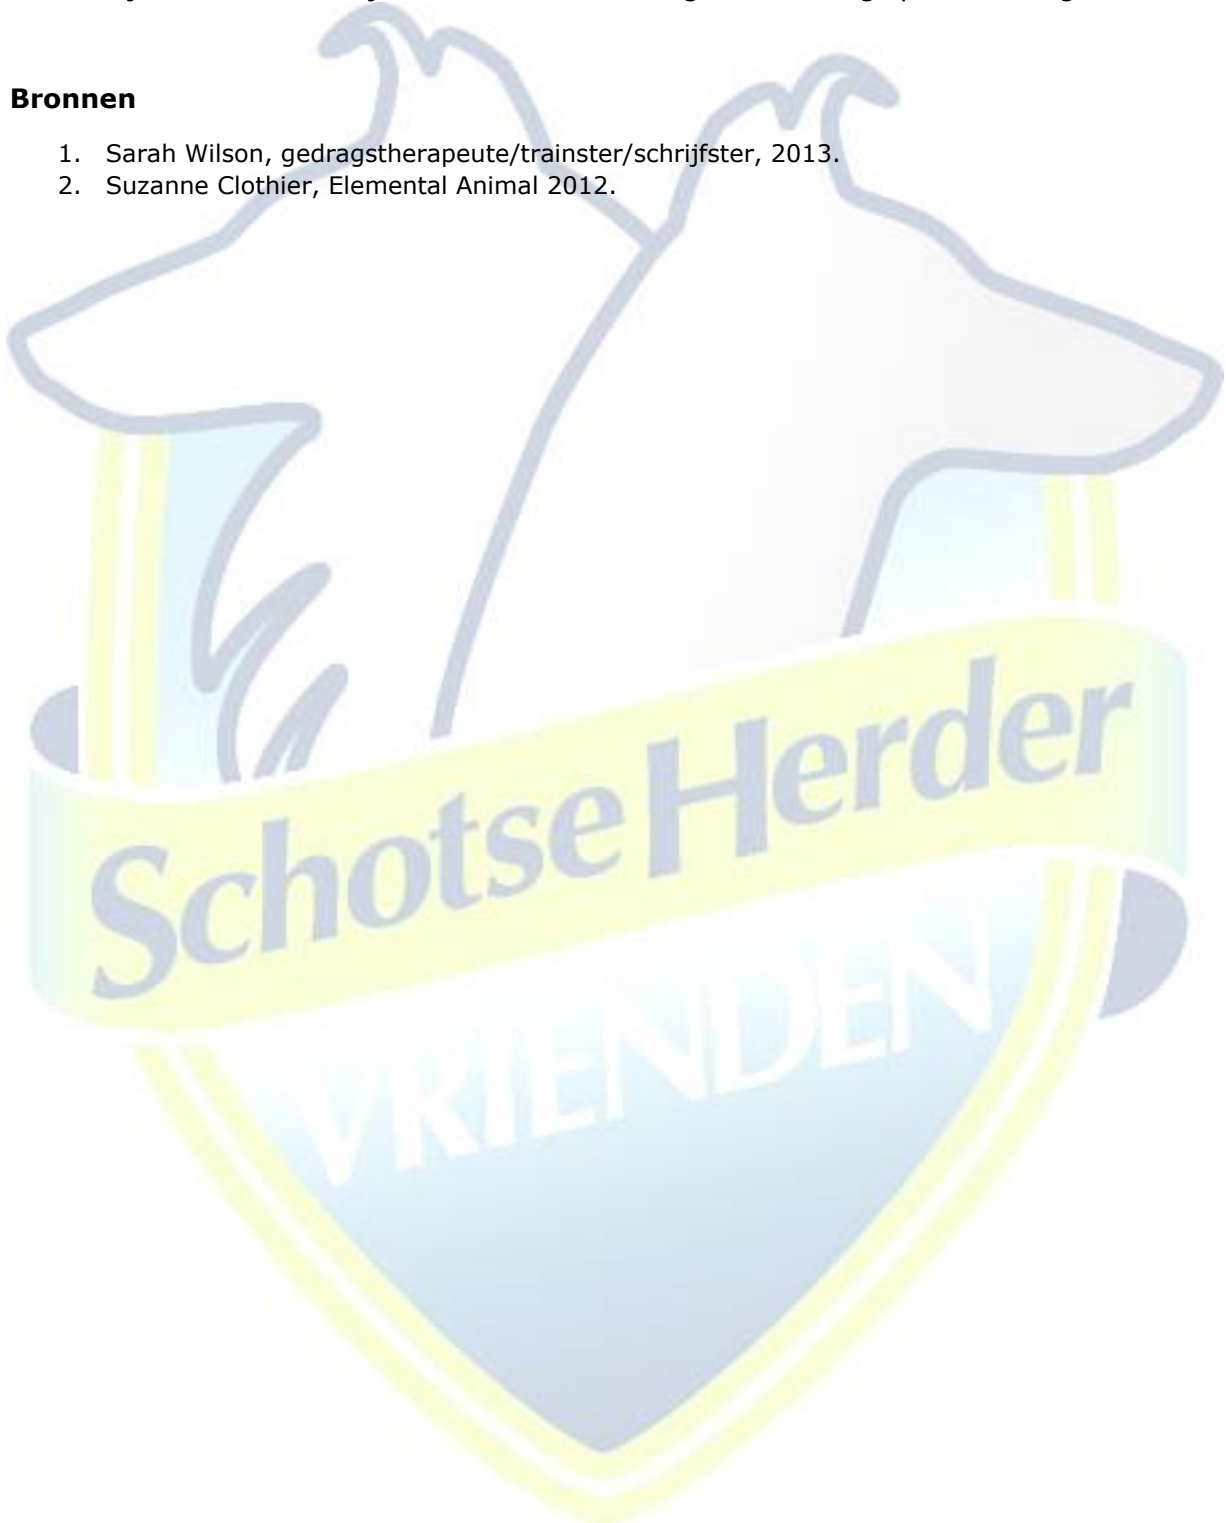 Bronnen
1. Sarah Wilson, gedragstherapeute/trainster/schrijfster, 2013.
2. Suzanne Clothier, Elemental Animal 2012.
Schotse Herder
VRIENDEN